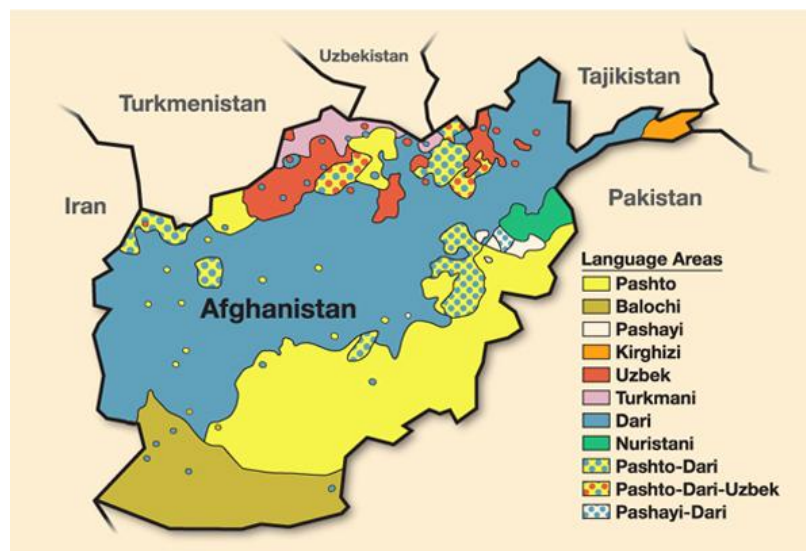 Uzbekistan
Tajikistan
Turkmenistan
Iran
Pakistan
Afghanistan
Language Areas
Pashto
Balochi
Pashayi
Kirghizi
Uzbek
Turkmani
Dari
Nuristani
Pashto-Dari
Pashto-Dari-Uzbek
Pashayi-Dari